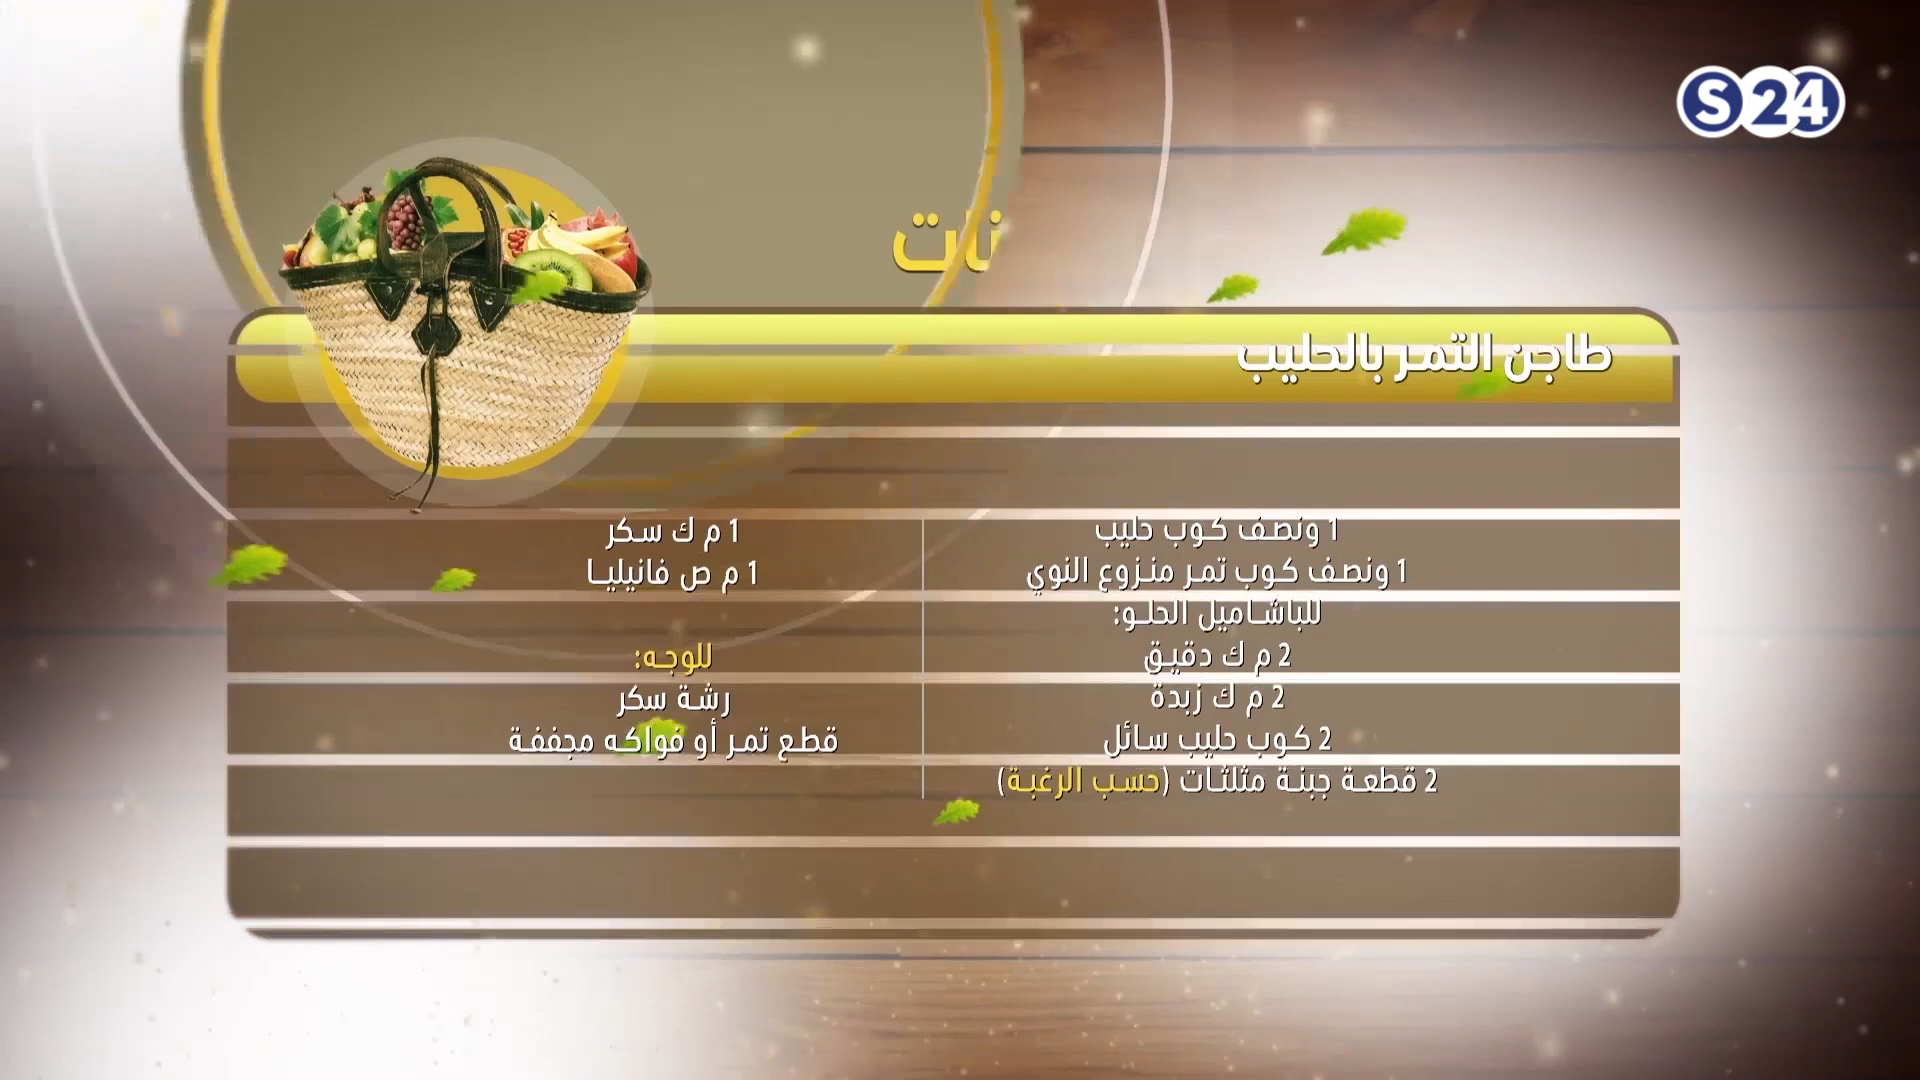 S24
طاجن التمر بالحليب
1 ونصف كوب حليب
1 ونصف كوب تمر منزوع النوي
للباشاميل الحلو:
2 م ك دقيق
2 م ك زبدة
2 كوب حليب سائل
2 قطعة جبنة مثلثات (حسب الرغبة)
1 م ك سكر
1 م ص فانيليا
للوجه:
رشة سكر
قطع تمر أو فواكه مجففة